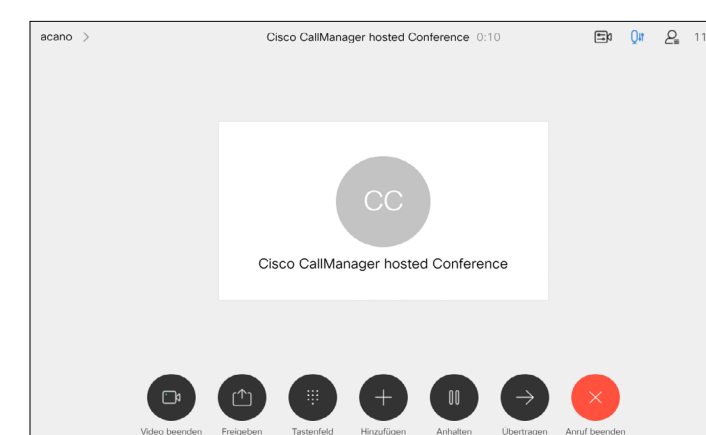 acano
Cisco CallManager hosted Conference 0:10
11
CC
Cisco CallManager hosted Conference
Video beenden
Freigeben
Tastenfeld
Hinzufügen
Anhalten
Übertragen
Anruf beenden